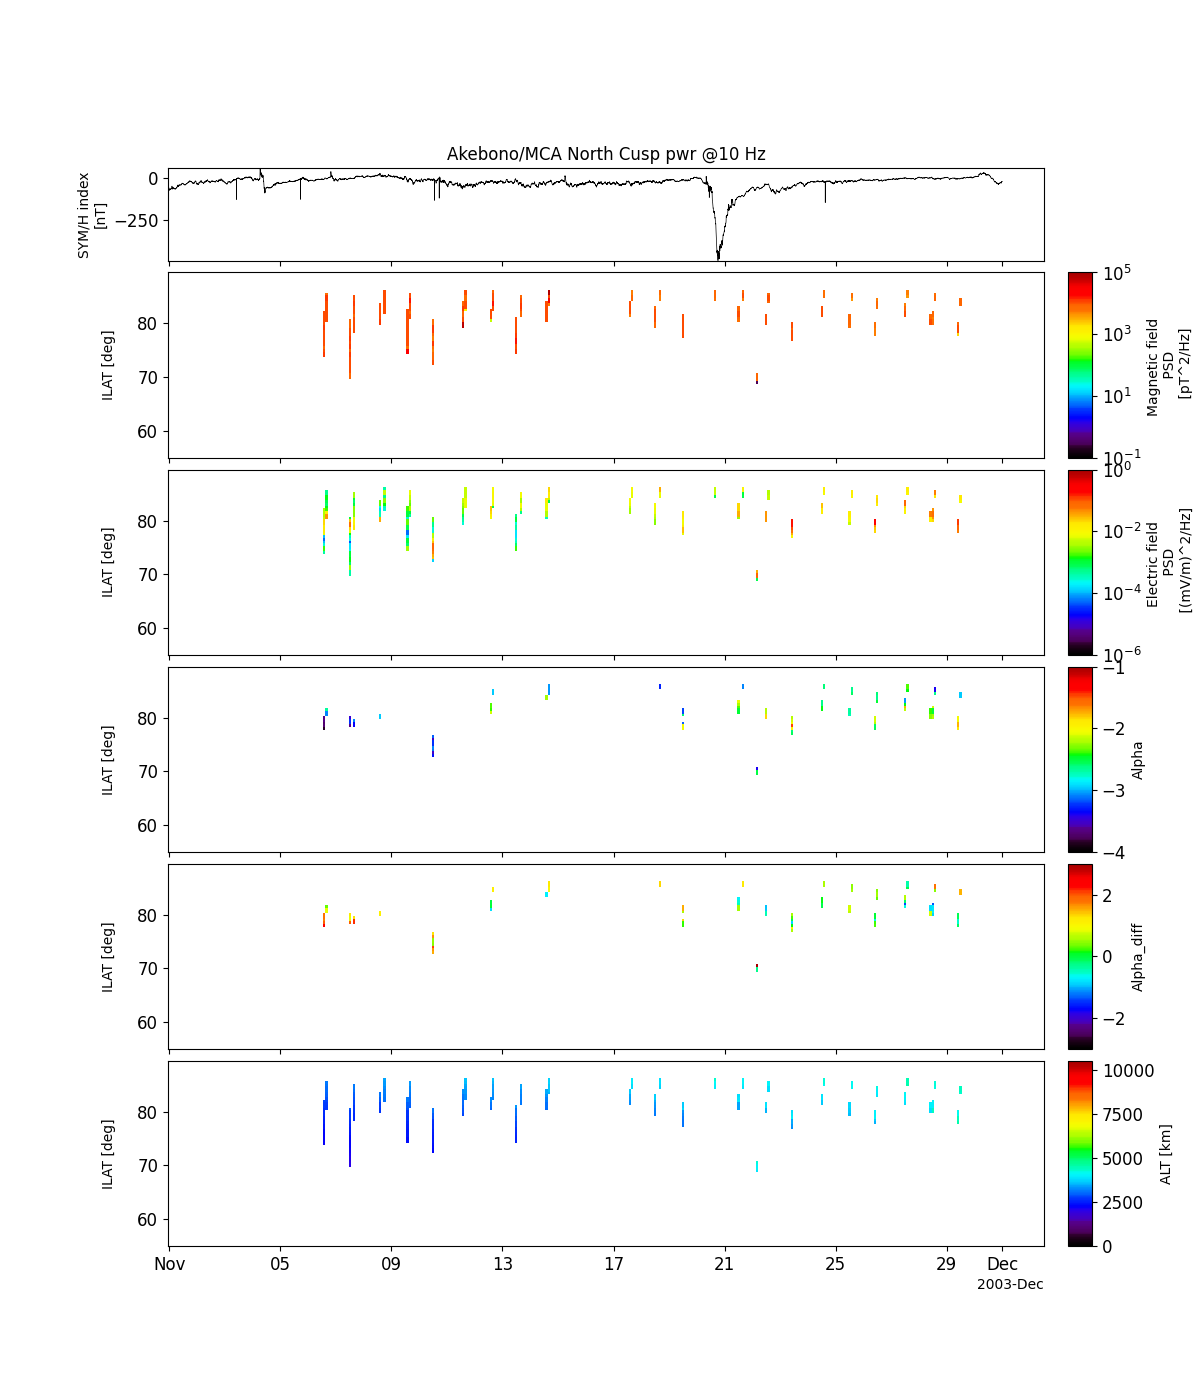 Akebono/MCA North Cusp pwr @10 Hz
SYM/H index
[nT]
0
−250
ILAT [deg]
80
70
60
10^5
10^3
10^1
10^−1
Magnetic field
PSD
[pT^2/Hz]
ILAT [deg]
80
70
60
10^0
10^−2
10^−4
10^−6
Electric field
PSD
[(mV/m)^2/Hz]
ILAT [deg]
80
70
60
−1
−2
−3
−4
Alpha
ILAT [deg]
80
70
60
2
0
−2
Alpha_diff
ILAT [deg]
80
70
60
10000
7500
5000
2500
0
ALT [km]
Nov 05 09 13 17 21 25 29 Dec
2003-Dec